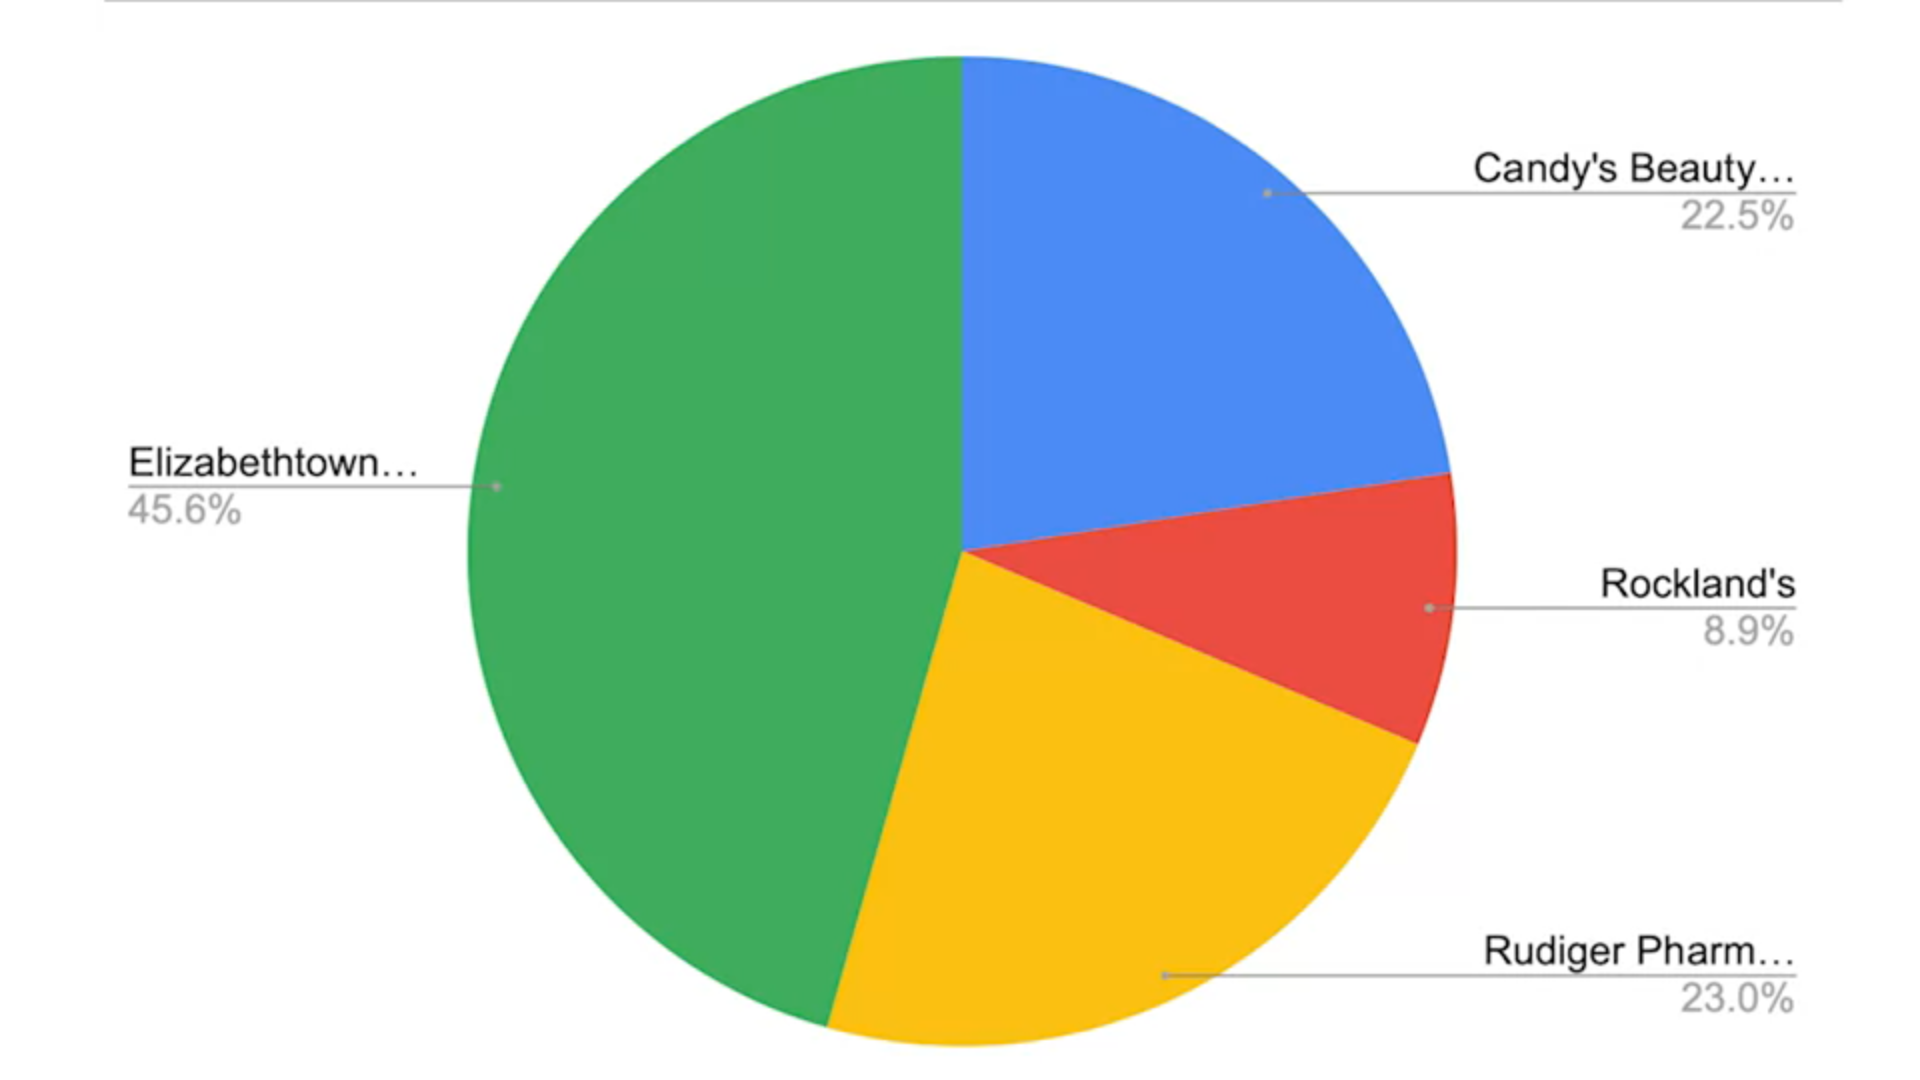 Candy's Beauty…
22.5%
Elizabethtown…
45.6%
Rockland's
8.9%
Rudiger Pharm…
23.0%